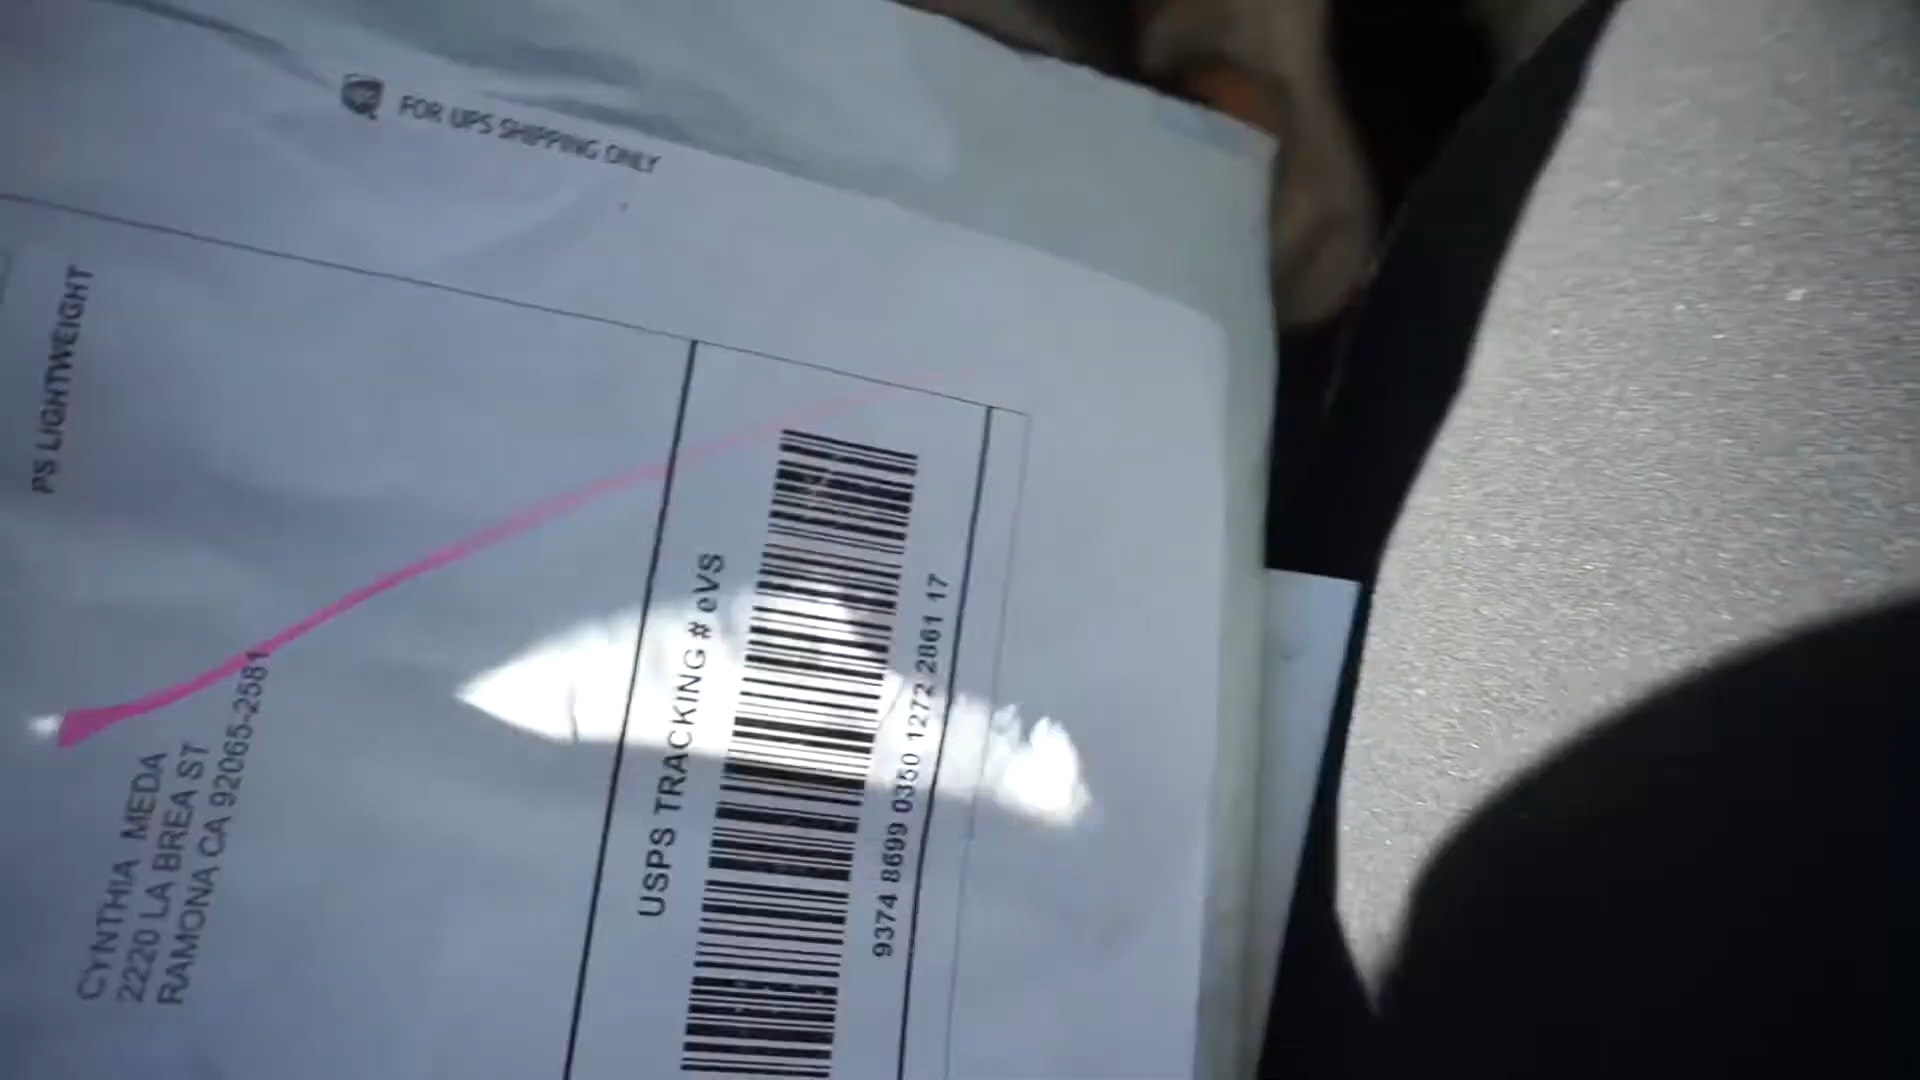 FOR UPS SHIPPING ONLY
PS LIGHTWEIGHT
CYNTHIA MEDA
2220 LA BREA ST
RAMONA CA 92065-2581
USPS TRACKING # eVS
9374 8699 0350 1272 2861 17